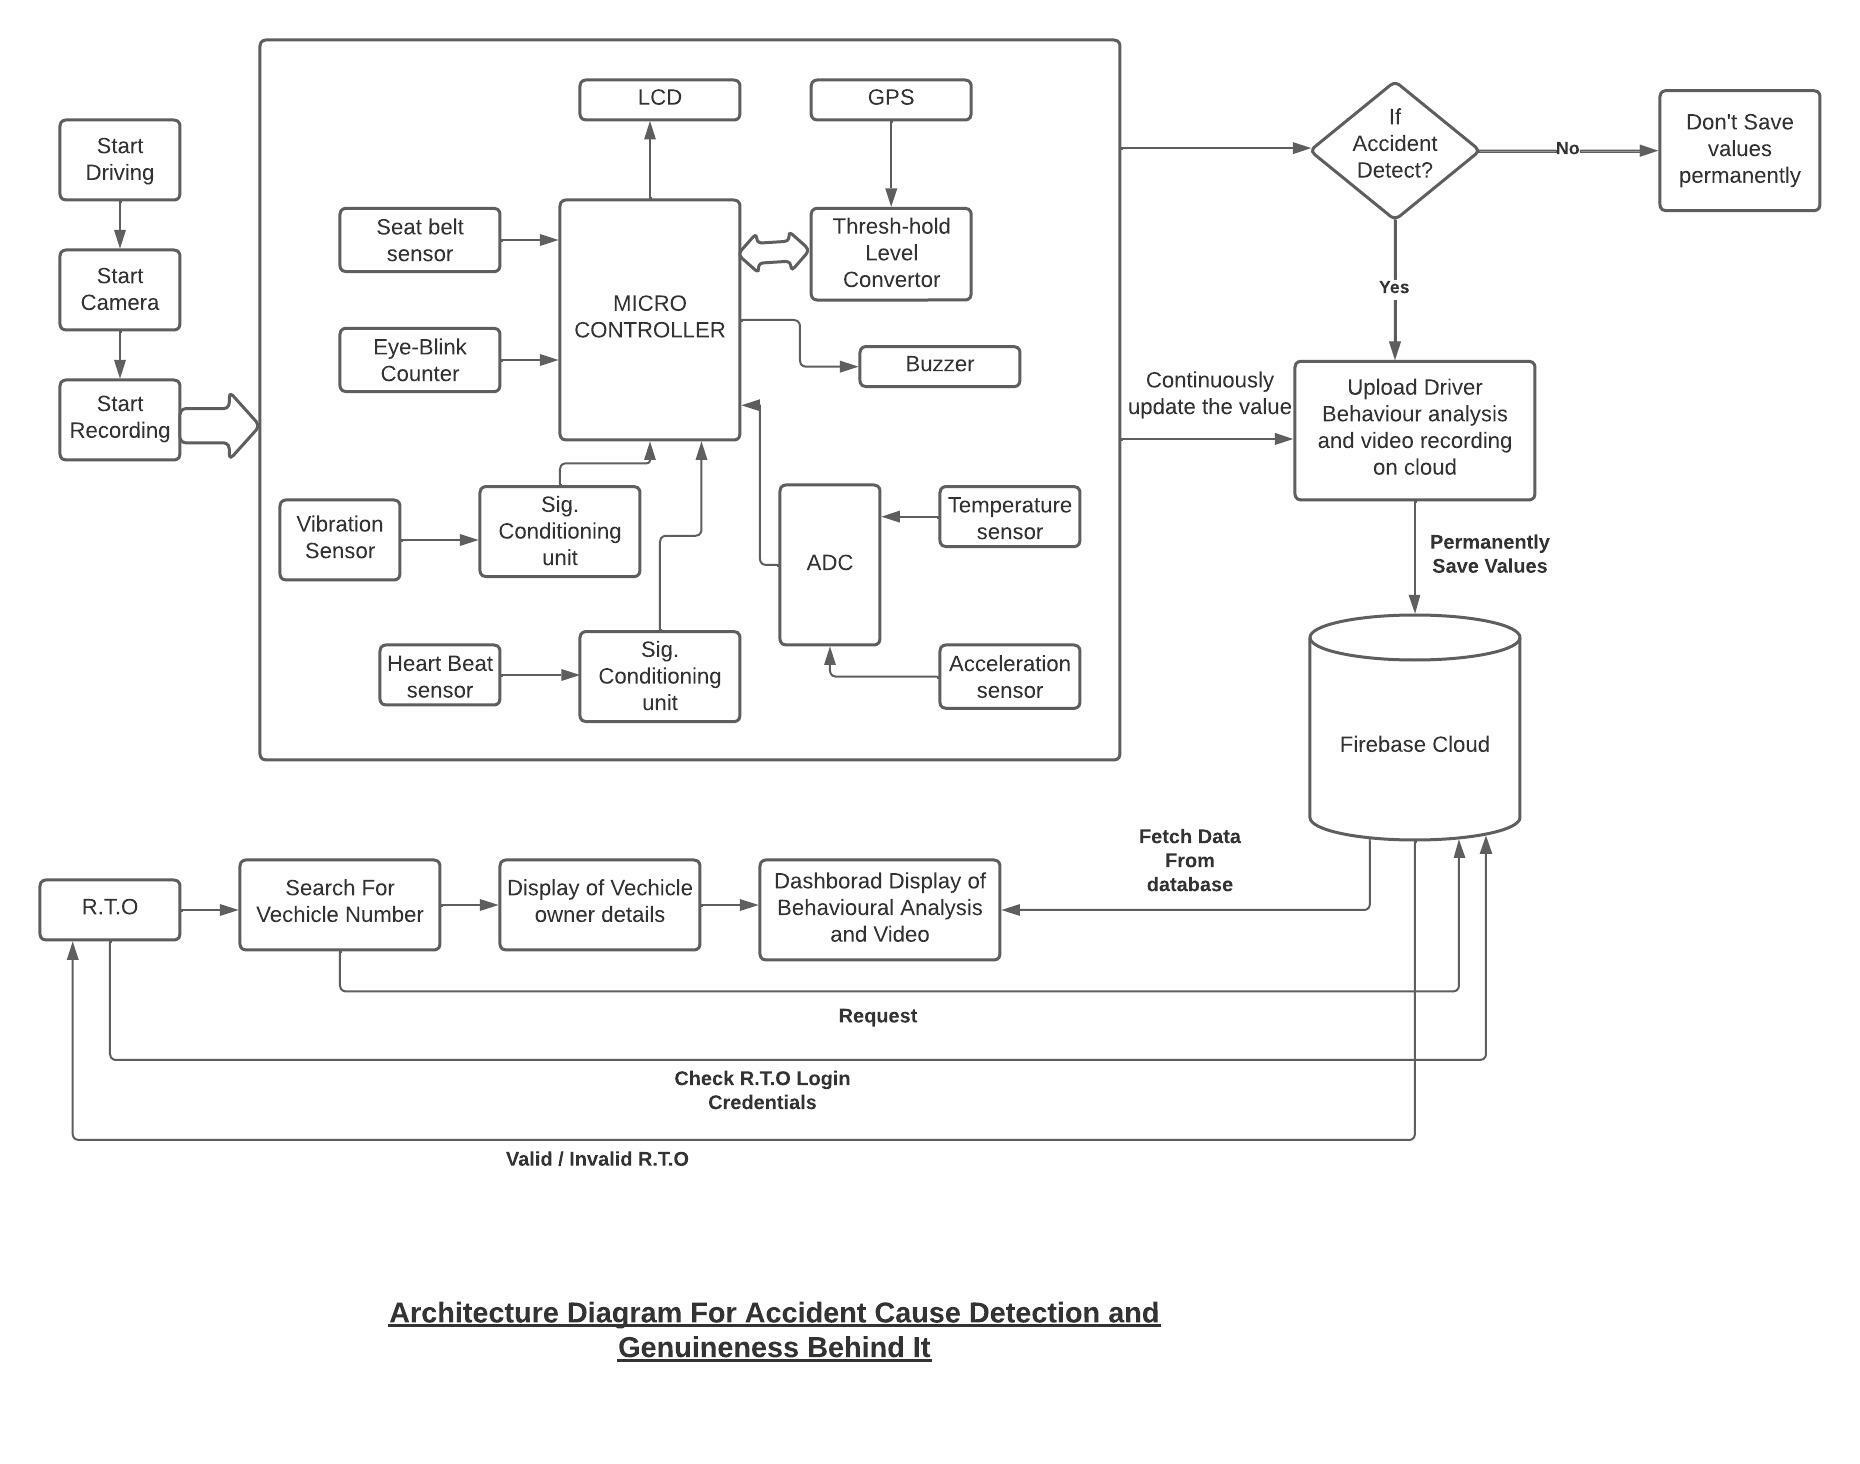 LCD
GPS
Start
Driving
If
Accident
Detect?
No
Don't Save
values
permanently
Seat belt
sensor
Thresh-hold
Level
Convertor
Start
Camera
MICRO
CONTROLLER
Yes
Eye-Blink
Counter
Buzzer
Start
Recording
Continuously
update the value
Upload Driver
Behaviour analysis
and video recording
on cloud
Vibration
Sensor
Sig.
Conditioning
unit
ADC
Temperature
sensor
Permanently
Save Values
Heart Beat
sensor
Sig.
Conditioning
unit
Acceleration
sensor
Firebase Cloud
Fetch Data
From
database
R.T.O
Search For
Vechicle Number
Display of Vechicle
owner details
Dashborad Display of
Behavioural Analysis
and Video
Request
Check R.T.O Login
Credentials
Valid / Invalid R.T.O
Architecture Diagram For Accident Cause Detection and
Genuineness Behind It